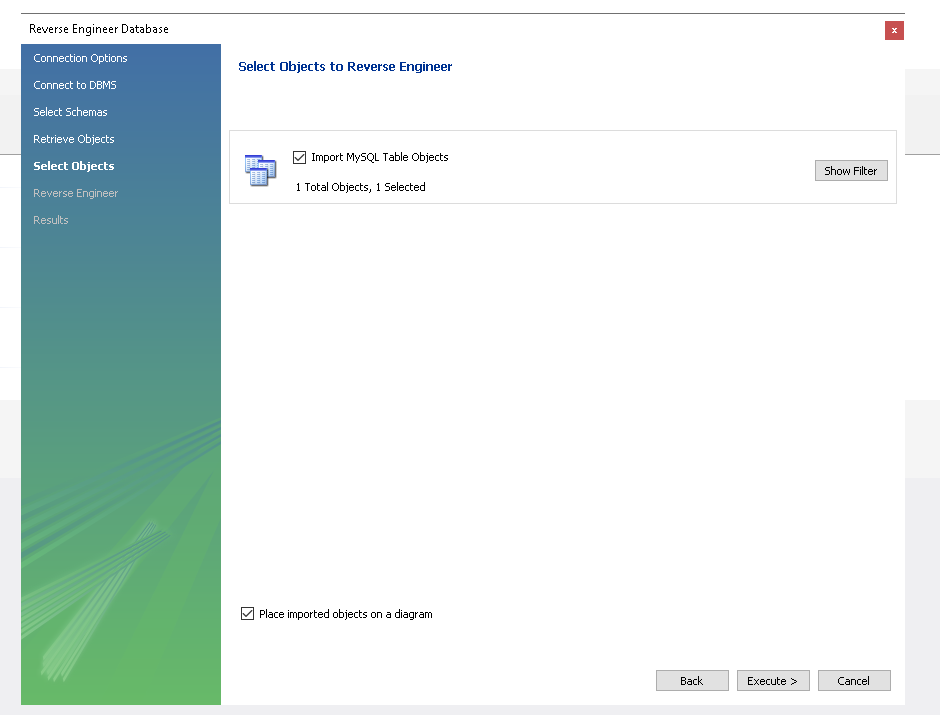 Reverse Engineer Database
x
Connection Options
Connect to DBMS
Select Schemas
Retrieve Objects
Select Objects
Reverse Engineer
Results
Select Objects to Reverse Engineer
Import MySQL Table Objects
1 Total Objects, 1 Selected
Show Filter
Place imported objects on a diagram
Back
Execute >
Cancel